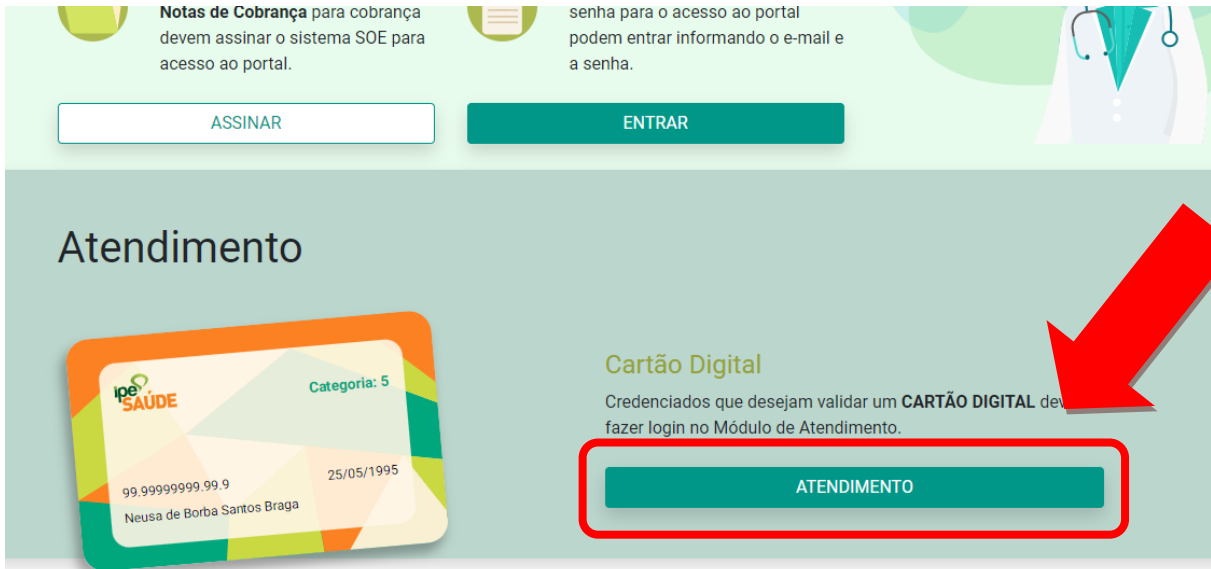 Notas de Cobrança para cobrança
devem assinar o sistema SOE para
acesso ao portal.
ASSINAR
senha para o acesso ao portal
podem entrar informando o e-mail e
a senha.
ENTRAR
Atendimento
ipe
SAÚDE
Categoria: 5
99.99999999.99.9
25/05/1995
Neusa de Borba Santos Braga
Cartão Digital
Credenciados que desejam validar um CARTÃO DIGITAL
fazer login no Módulo de Atendimento.
ATENDIMENTO